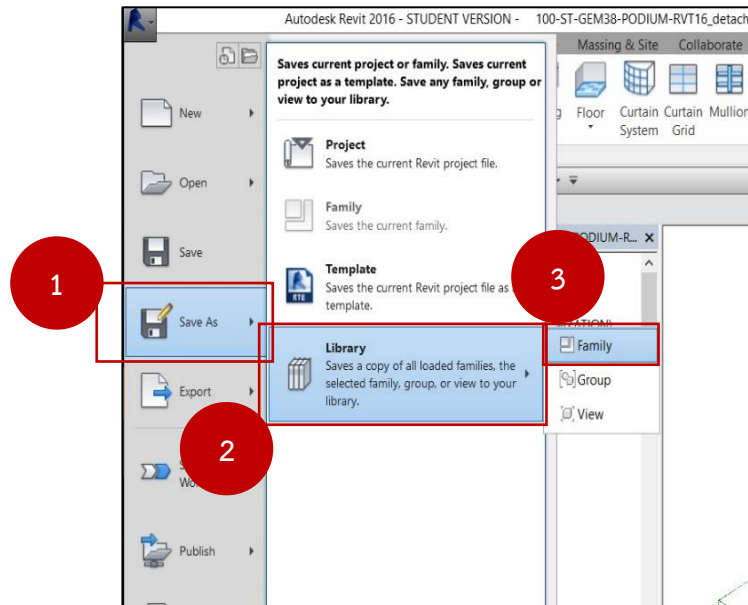 Autodesk Revit 2016 - STUDENT VERSION - 100-ST-GEM38-PODIUM-RVT16_detach
Massing & Site Collaborate
Saves current project or family. Saves current
project as a template. Save any family, group or
view to your library.
Floor Curtain Curtain Mullion
System Grid
New
Project
Saves the current Revit project file.
Open
Family
Saves the current family.
PODIUM-R... X
Save
Template
Saves the current Revit project file as
template.
RTE
1
3
Save As
Library
Saves a copy of all loaded families, the
selected family, group, or view to your
library.
Family
Group
View
Export
2
Publish